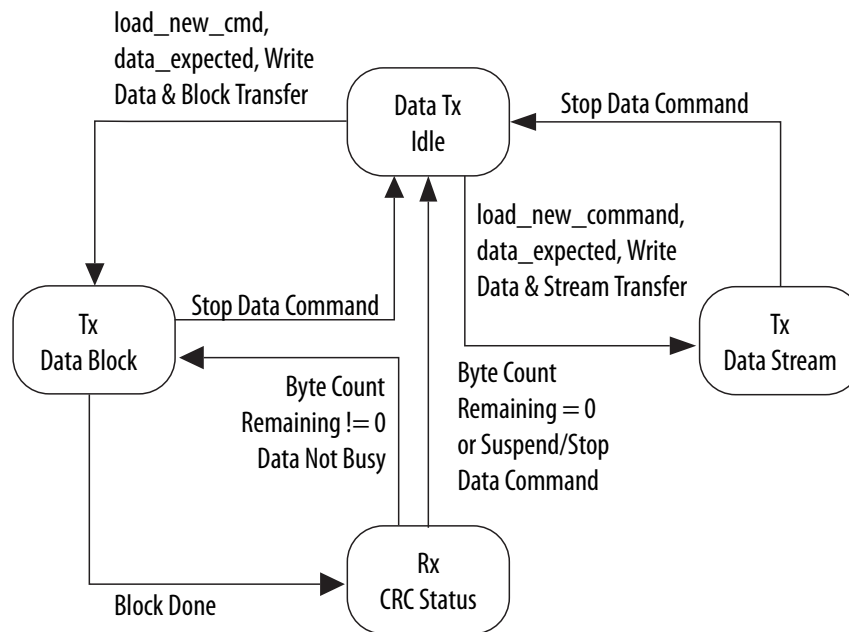 load_new_cmd,
data_expected, Write
Data & Block Transfer
Data Tx
Idle
Stop Data Command
load_new_command,
data_expected, Write
Data & Stream Transfer
Tx
Data Block
Stop Data Command
Tx
Data Stream
Byte Count
Remaining != 0
Data Not Busy
Byte Count
Remaining = 0
or Suspend/Stop
Data Command
Rx
CRC Status
Block Done